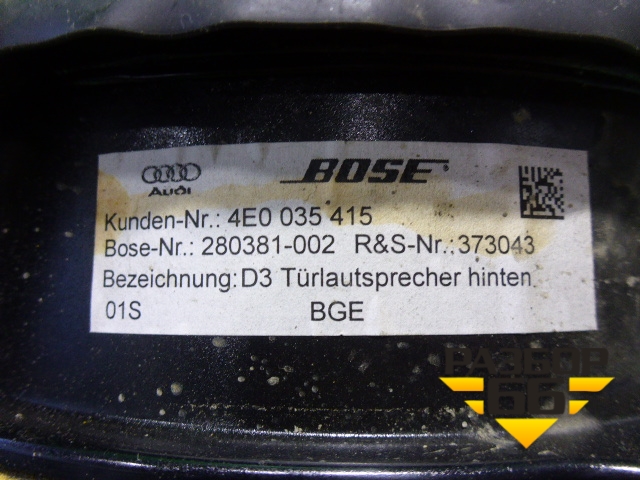 Audi BOSE
Kunden-Nr.: 4E0 035 415
Bose-Nr.: 280381-002 R&S-Nr.:373043
Bezeichnung:D3 Türlautsprecher hinten
01S BGE
РАЗБОР
66